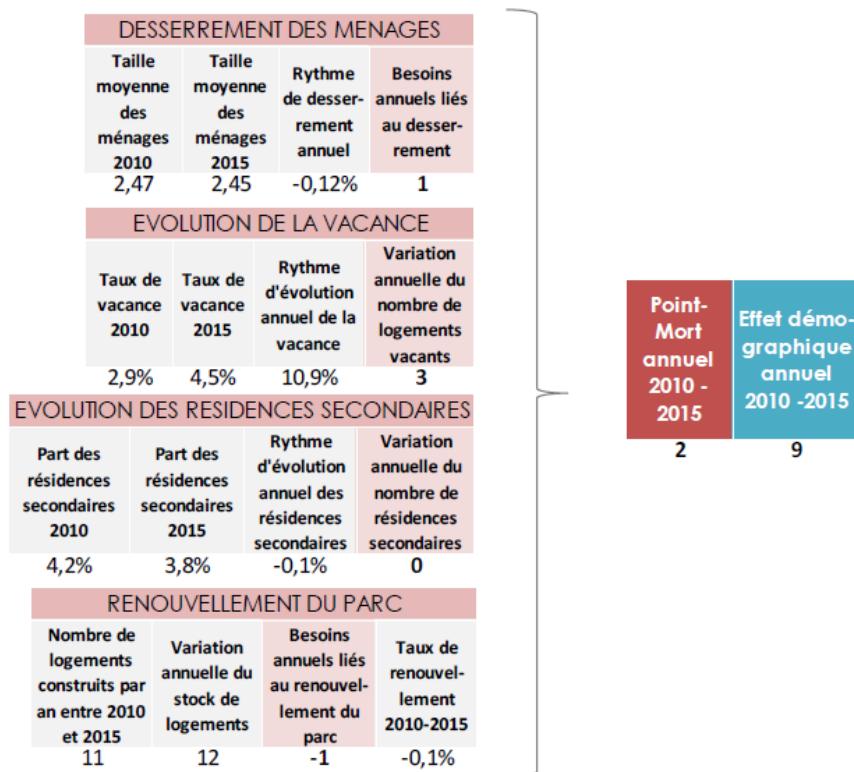 DESSERREMENT DES MENAGES
Taille
moyenne
des
ménages
2010
Taille
moyenne
des
ménages
2015
Rythme
de desser-
rement
annuel
Besoins
annuels liés
au desser-
rement
2,47
2,45
-0,12%
1
EVOLUTION DE LA VACANCE
Taux de
vacance
2010
Taux de
vacance
2015
Rythme
d'évolution
annuel de la
vacance
Variation
annuelle du
nombre de
logements
vacants
2,9%
4,5%
10,9%
3
EVOLUTION DES RESIDENCES SECONDAIRES
Part des
résidences
secondaires
2010
Part des
résidences
secondaires
2015
Rythme
d'évolution
annuel des
résidences
secondaires
Variation
annuelle du
nombre de
résidences
secondaires
4,2%
3,8%
-0,1%
0
RENOUVELLEMENT DU PARC
Nombre de
logements
construits par
an entre 2010
et 2015
Variation
annuelle du
stock de
logements
Besoins
annuels liés
au renouvel-
lement du
parc
Taux de
renouvel-
lement
2010-2015
11
12
-1
-0,1%
Point-
Mort
annuel
2010 -
2015
Effet démo-
graphique
annuel
2010 -2015
2
9